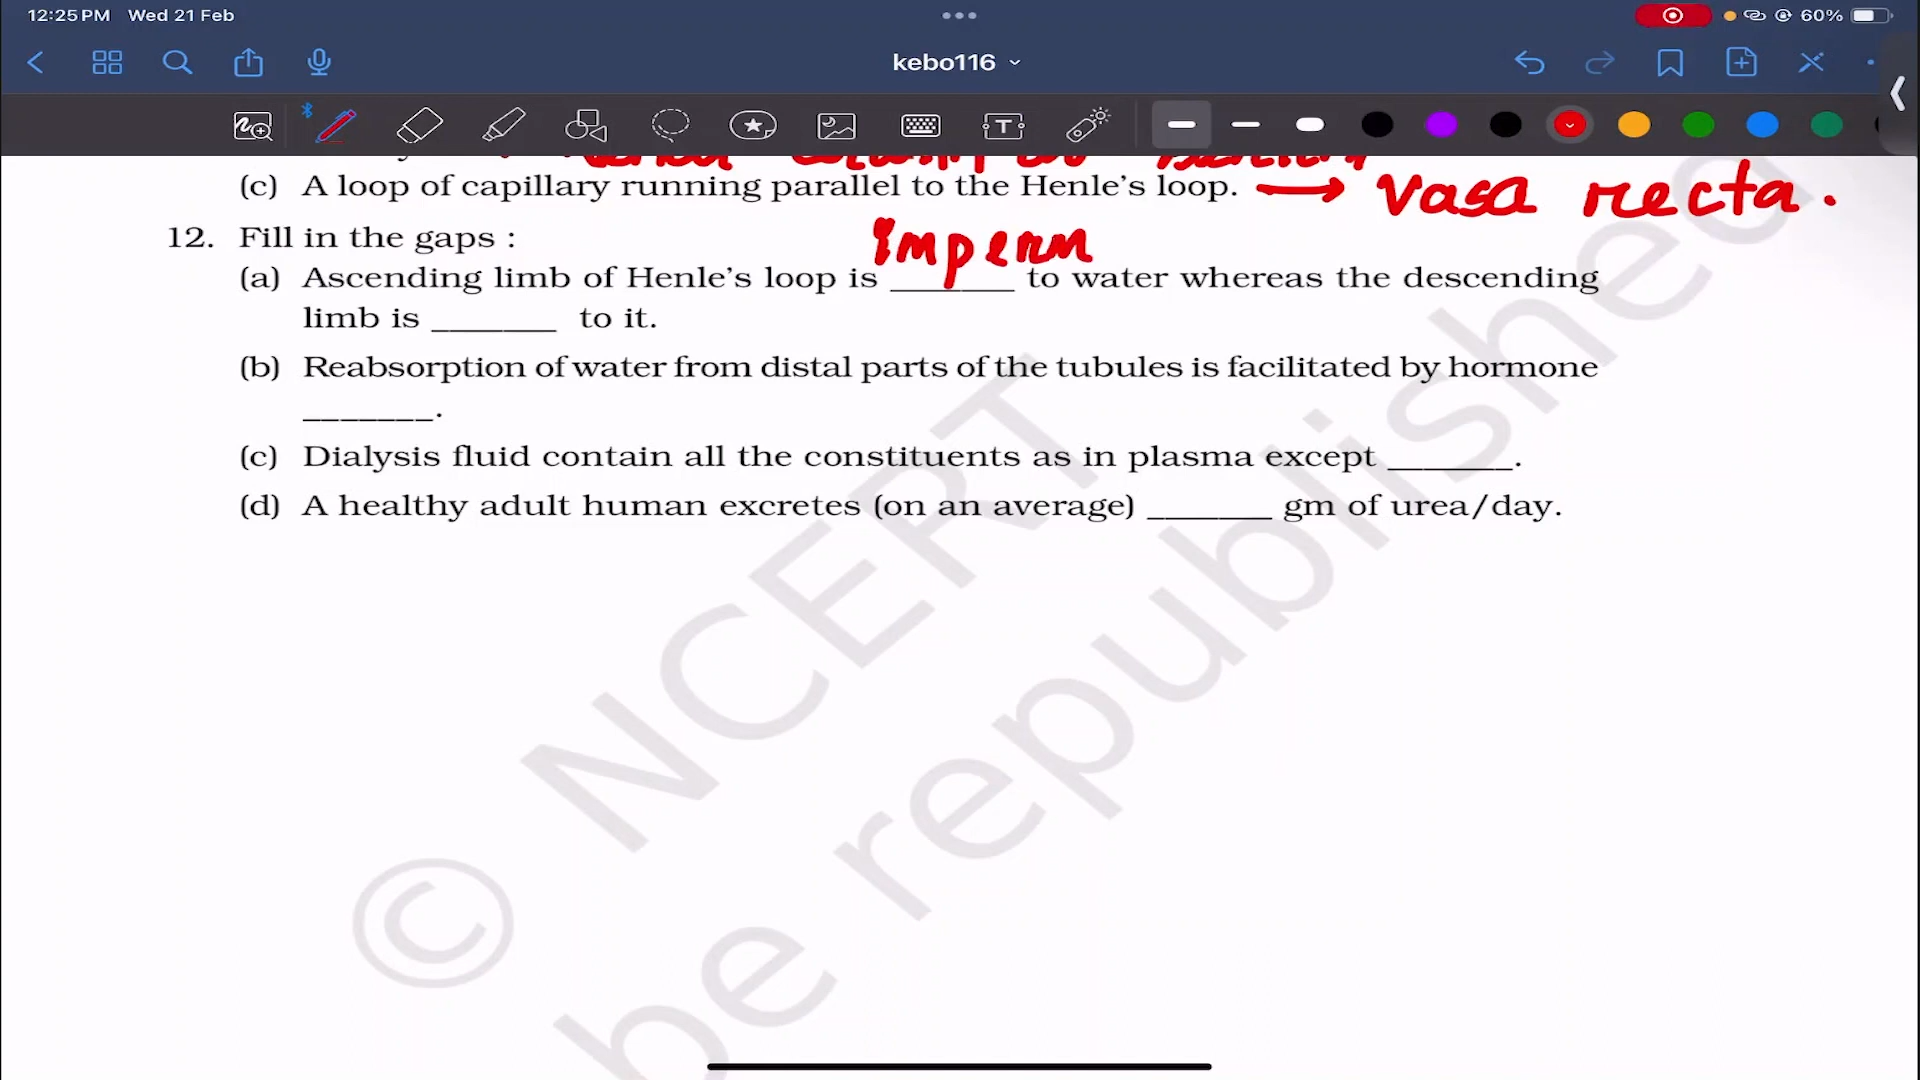 12:25 PM Wed 21 Feb
60%
kebo116
(c) A loop of capillary running parallel to the Henle's loop. → vasa recta.
12. Fill in the gaps :
imperm
(a) Ascending limb of Henle's loop is _______ to water whereas the descending
limb is _______ to it.
(b) Reabsorption of water from distal parts of the tubules is facilitated by hormone
_______.
(c) Dialysis fluid contain all the constituents as in plasma except _______.
(d) A healthy adult human excretes (on an average) _______ gm of urea/day.
© NCERT
be republished